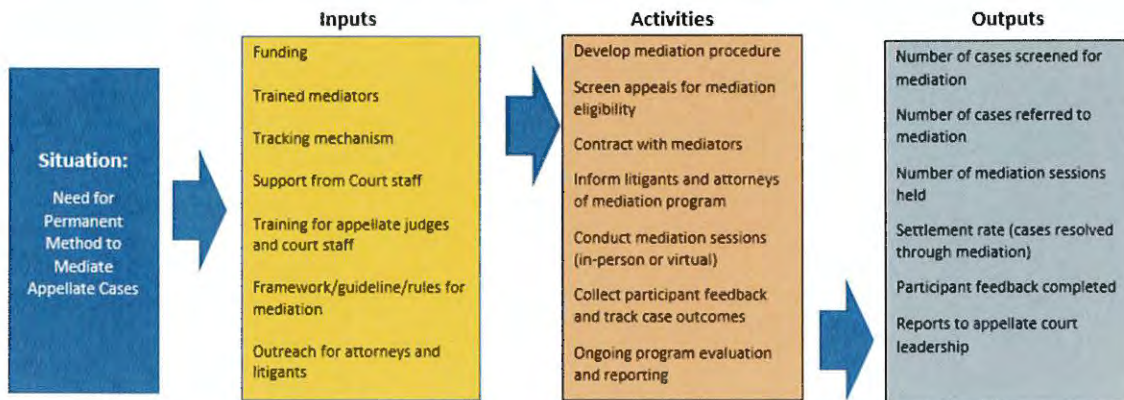 Situation:
Need for
Permanent
Method to
Mediate
Appellate Cases
Inputs
Funding
Trained mediators
Tracking mechanism
Support from Court staff
Training for appellate judges
and court staff
Framework/guideline/rules for
mediation
Outreach for attorneys and
litigants
Activities
Develop mediation procedure
Screen appeals for mediation
eligibility
Contract with mediators
Inform litigants and attorneys
of mediation program
Conduct mediation sessions
(in-person or virtual)
Collect participant feedback
and track case outcomes
Ongoing program evaluation
and reporting
Outputs
Number of cases screened for
mediation
Number of cases referred to
mediation
Number of mediation sessions
held
Settlement rate (cases resolved
through mediation)
Participant feedback completed
Reports to appellate court
leadership